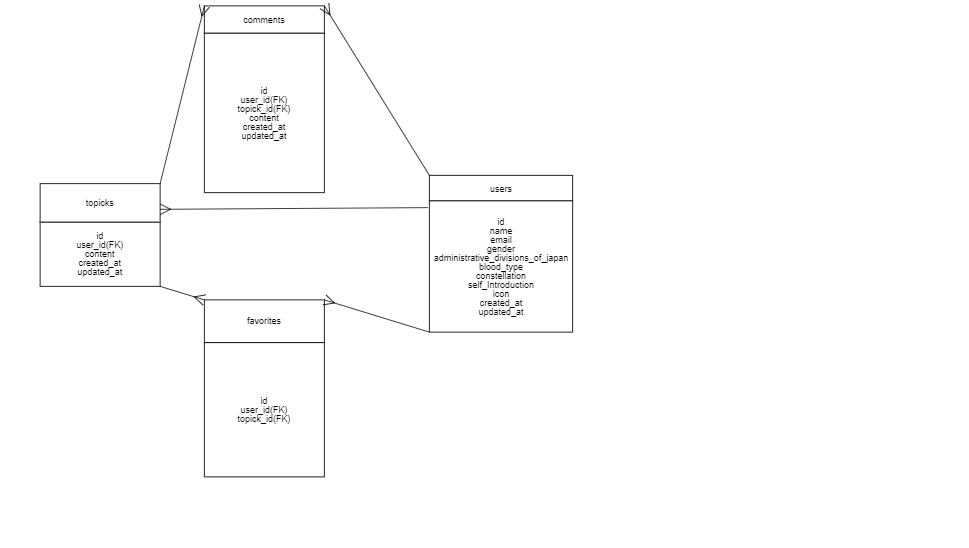 comments
id
user_id(FK)
topick_id(FK)
content
created_at
updated_at
topicks
id
user_id(FK)
content
created_at
updated_at
users
id
name
email
gender
administrative_divisions_of_japan
blood_type
constellation
self_Introduction
icon
created_at
updated_at
favorites
id
user_id(FK)
topick_id(FK)